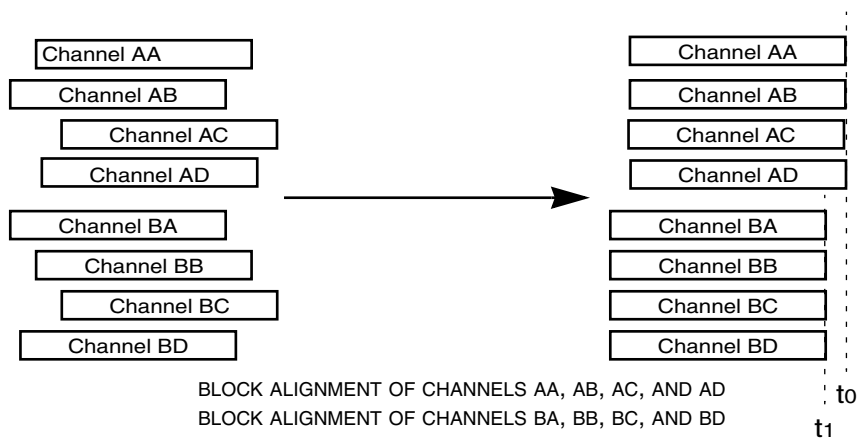 Channel AA
Channel AB
Channel AC
Channel AD
Channel BA
Channel BB
Channel BC
Channel BD
Channel AA
Channel AB
Channel AC
Channel AD
Channel BA
Channel BB
Channel BC
Channel BD
BLOCK ALIGNMENT OF CHANNELS AA, AB, AC, AND AD
BLOCK ALIGNMENT OF CHANNELS BA, BB, BC, AND BD
t0
t1